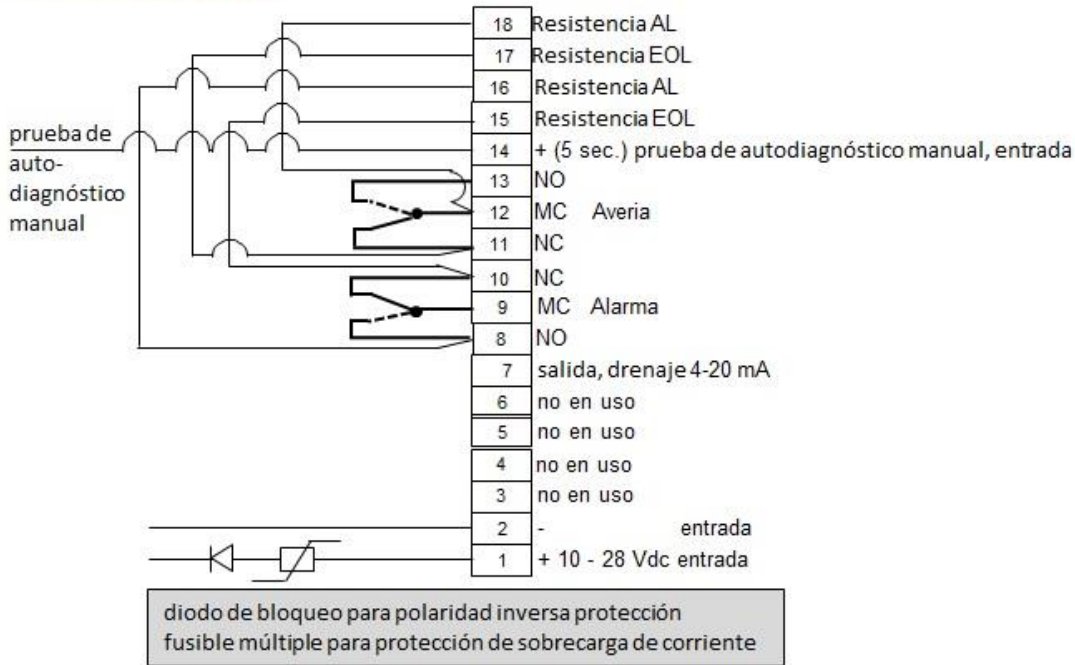 18 Resistencia AL
17 Resistencia EOL
16 Resistencia AL
15 Resistencia EOL
prueba de
auto-
diagnóstico
manual
14 + (5 sec.) prueba de autodiagnóstico manual, entrada
13 NO
12 MC Averia
11 NC
10 NC
9 MC Alarma
8 NO
7 salida, drenaje 4-20 mA
6 no en uso
5 no en uso
4 no en uso
3 no en uso
2 - entrada
1 + 10 - 28 Vdc entrada
diodo de bloqueo para polaridad inversa protección
fusible múltiple para protección de sobrecarga de corriente